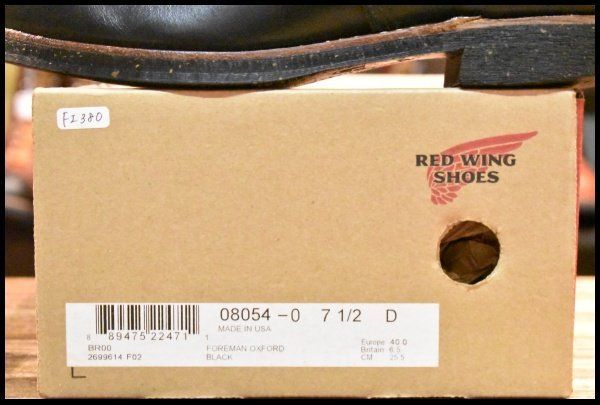 FI380
RED WING
SHOES
08054-0 7 1/2 D
MADE IN USA
8 89475 22471 1
BR00 FOREMAN OXFORD Europe 40.0
Britain 6.5
2699614 F02 BLACK CM 25.5